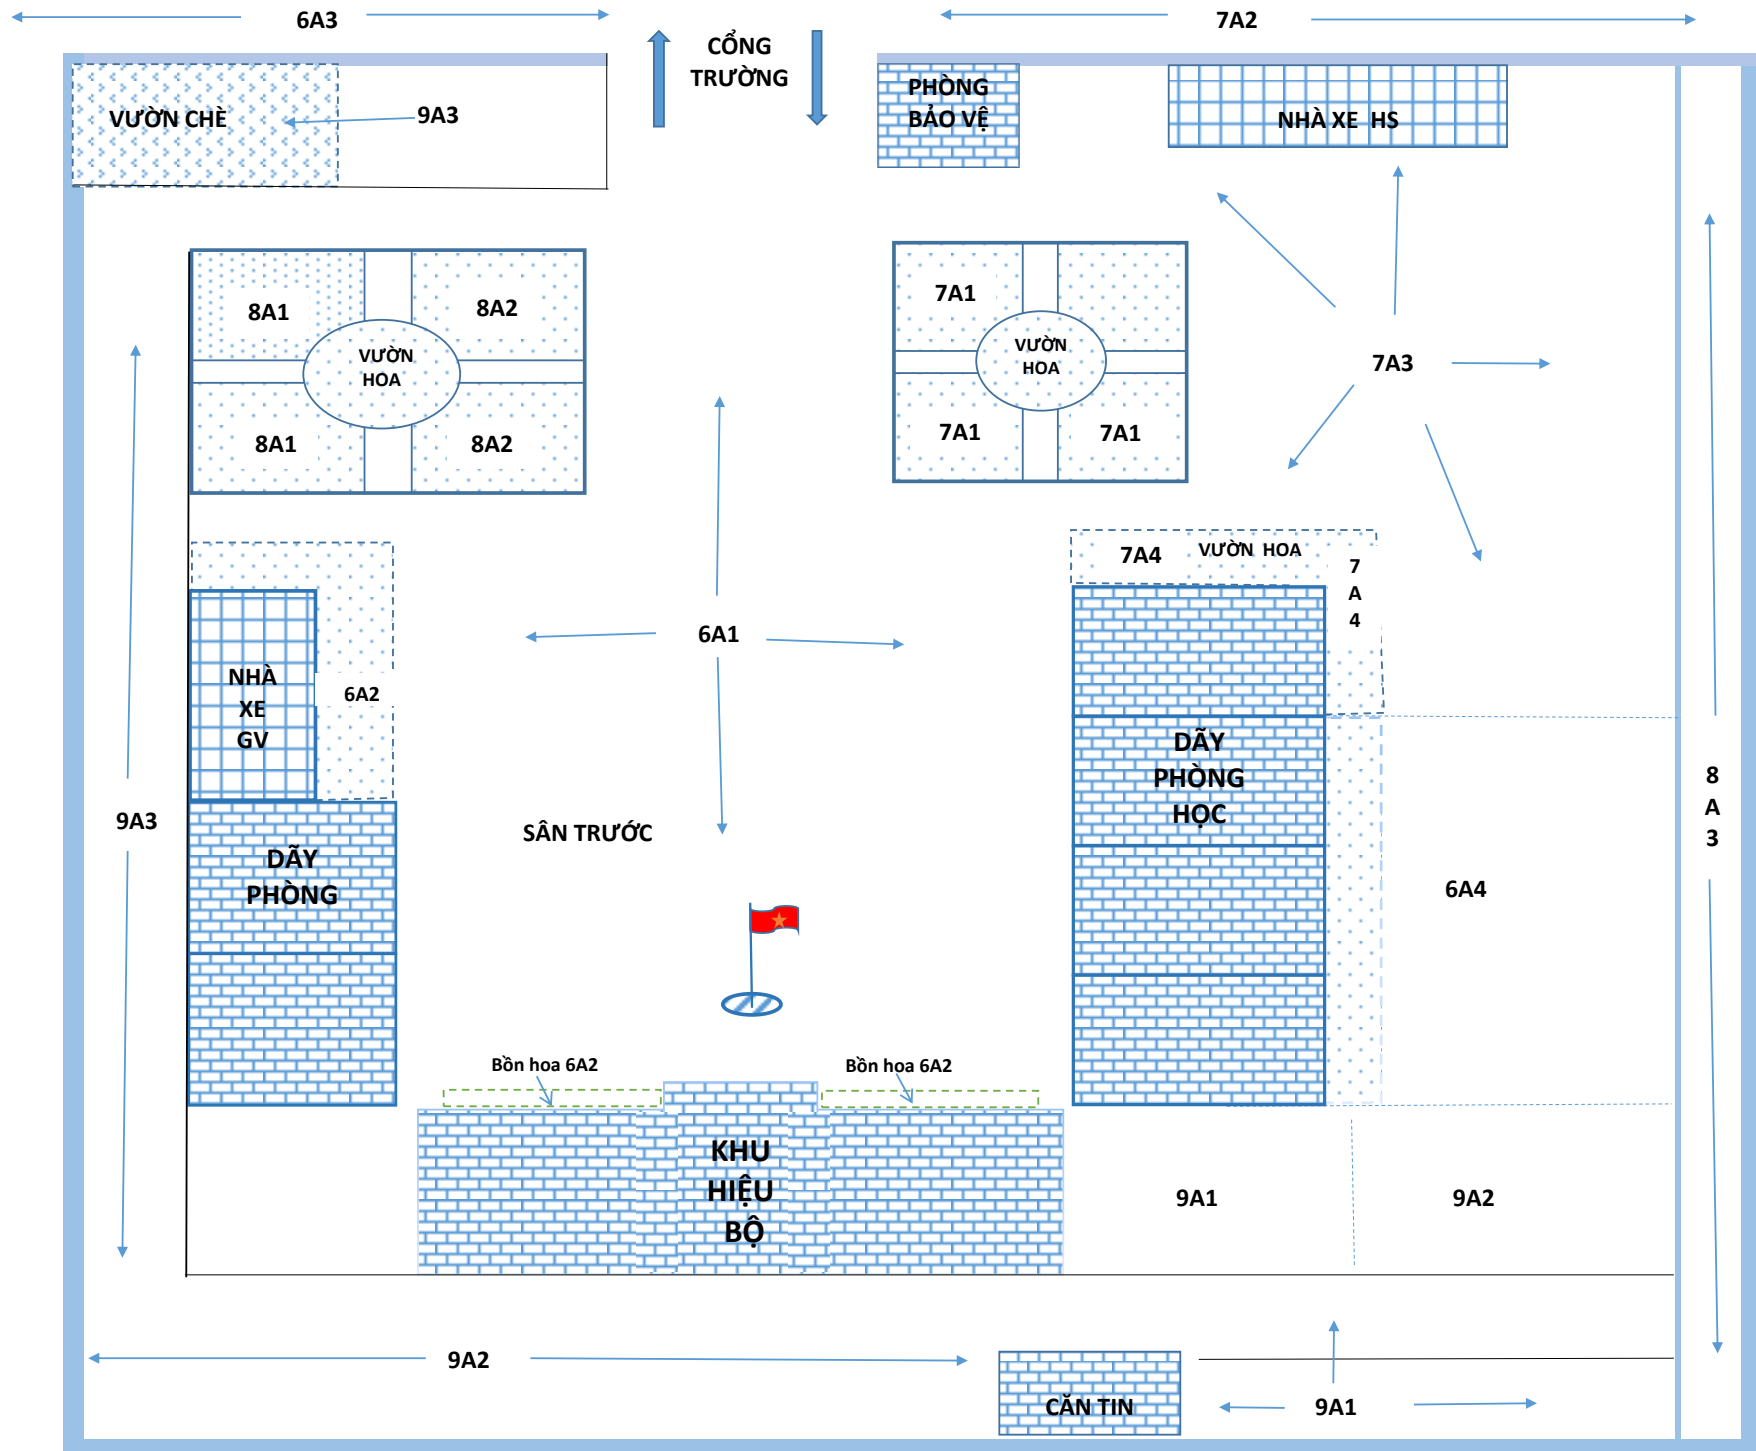 6A3
CỔNG
TRƯỜNG
7A2
VƯỜN CHÈ
9A3
PHÒNG
BẢO VỆ
NHÀ XE  HS
8A1
8A2
VƯỜN
HOA
8A1
8A2
7A1
VƯỜN
HOA
7A1
7A1
7A3
7A4
VƯỜN  HOA
7
A
4
6A1
NHÀ
XE
GV
6A2
DÃY
PHÒNG
HỌC
8
A
3
9A3
SÂN TRƯỚC
DÃY
PHÒNG
6A4
Bồn hoa 6A2
Bồn hoa 6A2
KHU
HIỆU
BỘ
9A1
9A2
9A2
CĂN TIN
9A1